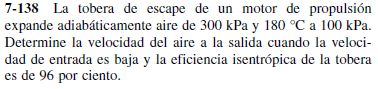 7-138 La tobera de escape de un motor de propulsión
expande adiabáticamente aire de 300 kPa y 180 °C a 100 kPa.
Determine la velocidad del aire a la salida cuando la veloci-
dad de entrada es baja y la eficiencia isentrópica de la tobera
es de 96 por ciento.